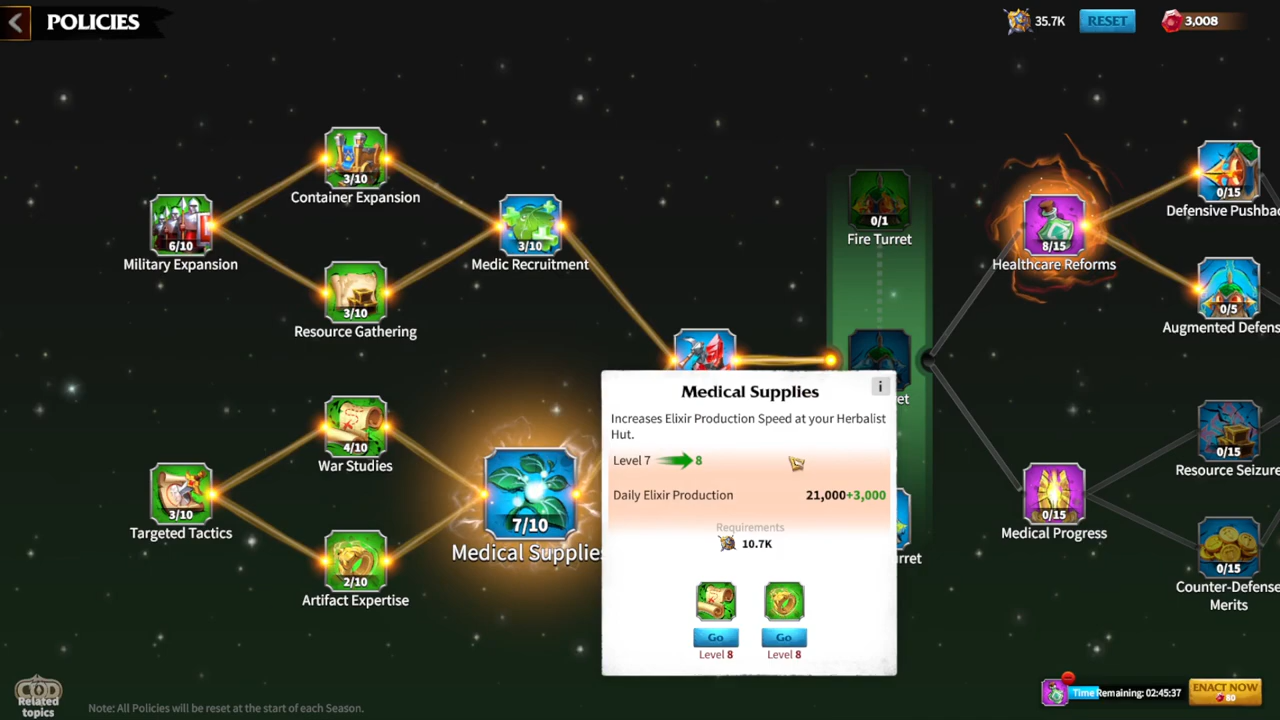 POLICIES
35.7K
RESET
3,008
3/10
Container Expansion
6/10
Military Expansion
3/10
Medic Recruitment
3/10
Resource Gathering
0/1
Fire Turret
8/15
Healthcare Reforms
0/15
Defensive Pushbac
0/5
Augmented Defens
4/10
War Studies
3/10
Targeted Tactics
2/10
Artifact Expertise
7/10
Medical Supplies
et
rret
Medical Supplies
i
Increases Elixir Production Speed at your Herbalist
Hut.
Level 7
8
Daily Elixir Production
21,000+3,000
Requirements
10.7K
Go
Go
Level 8
Level 8
0/15
Medical Progress
0/15
Resource Seizure
0/15
Counter-Defense
Merits
COD
Related
topics
Note: All Policies will be reset at the start of each Season.
Time Remaining: 02:45:37
ENACT NOW
80